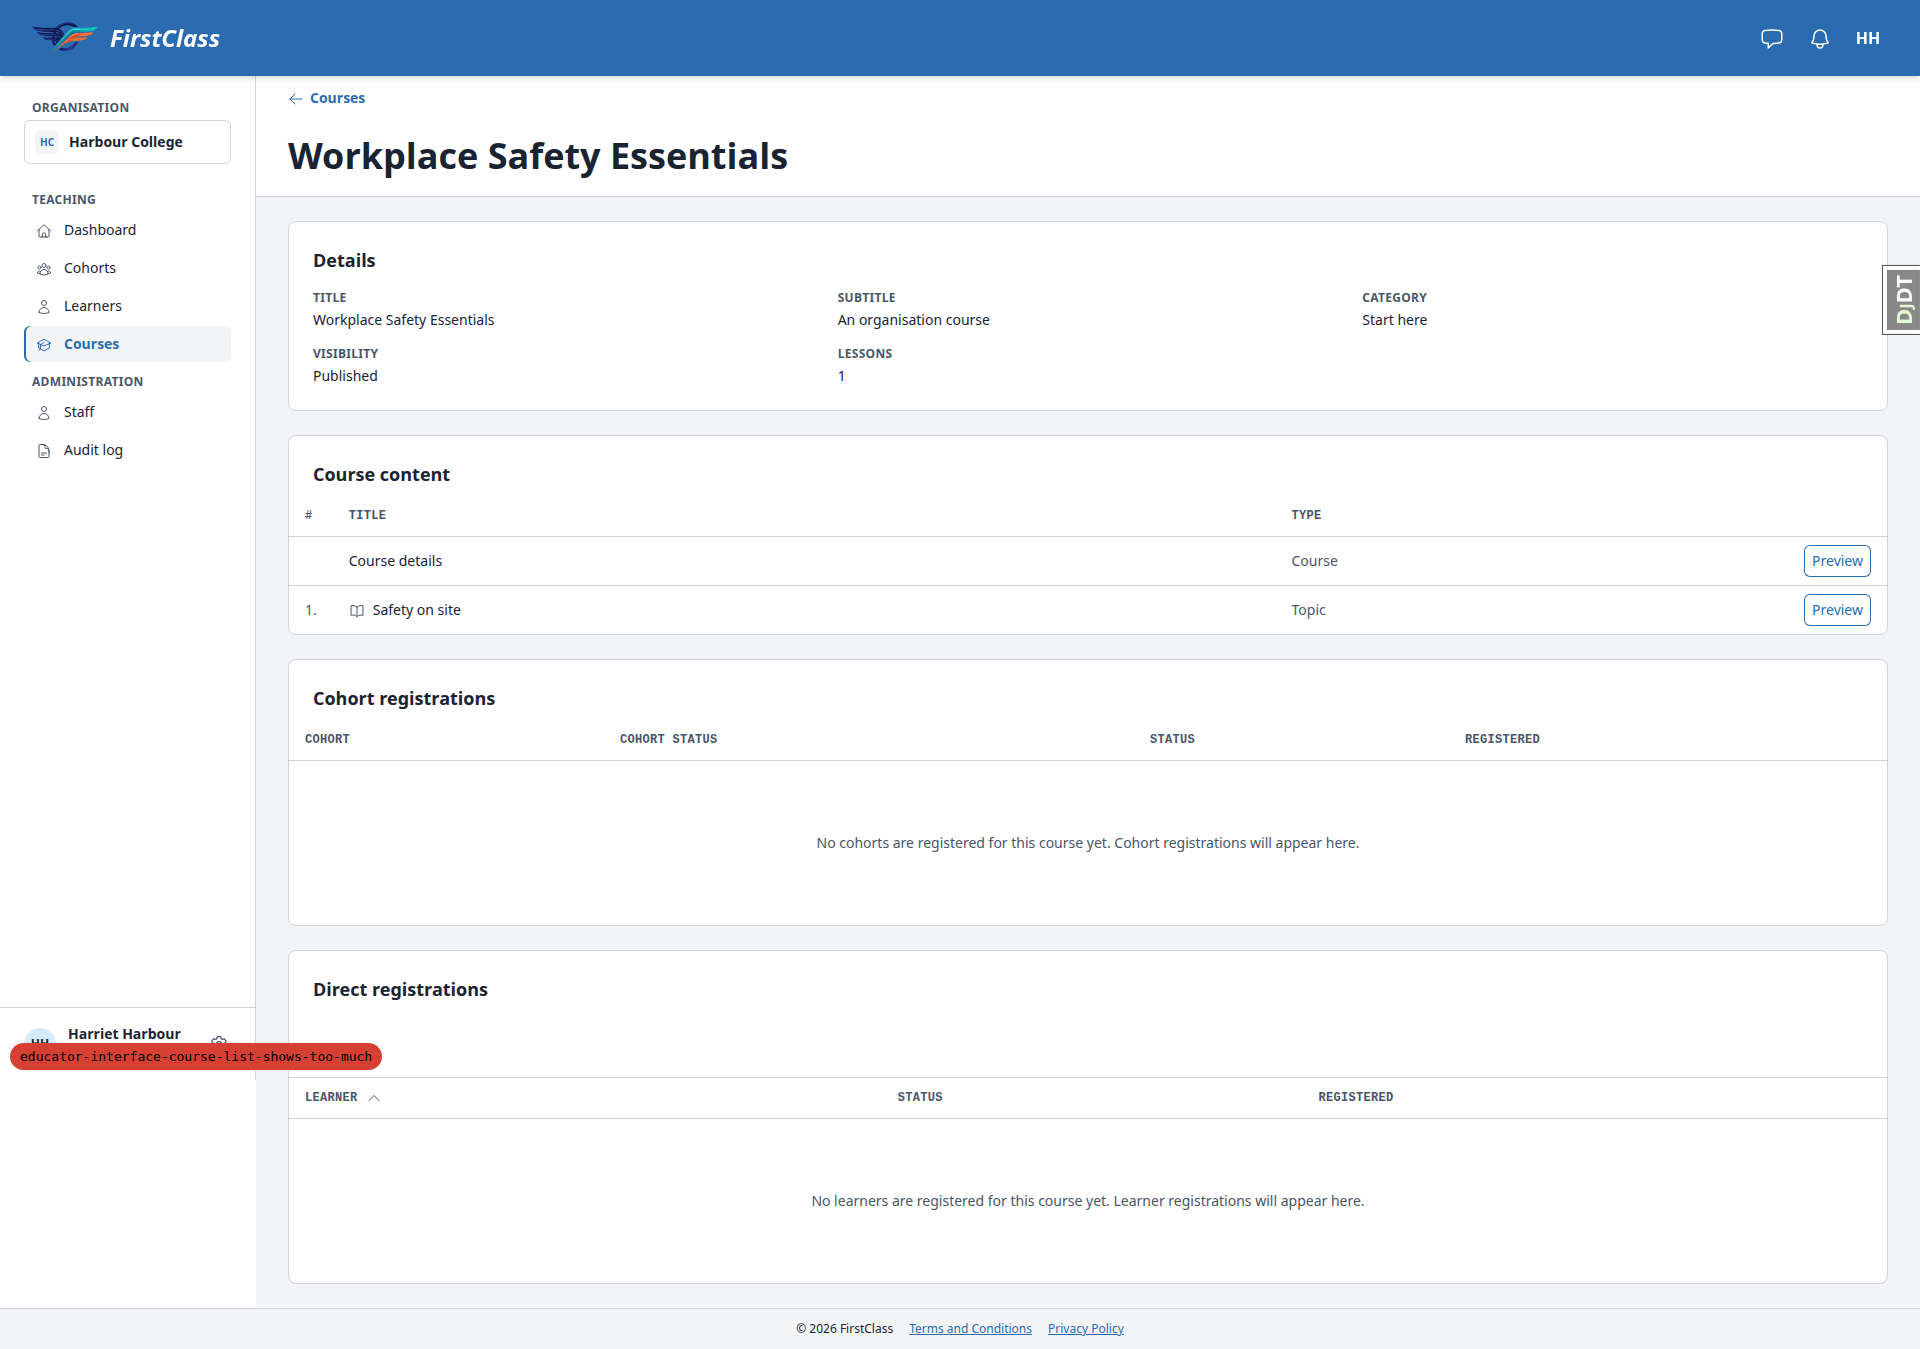 FirstClass
HH
ORGANISATION
HC Harbour College
TEACHING
Dashboard
Cohorts
Learners
Courses
ADMINISTRATION
Staff
Audit log
Harriet Harbour
educator-interface-course-list-shows-too-much
Courses
Workplace Safety Essentials
Details
TITLE SUBTITLE CATEGORY
Workplace Safety Essentials An organisation course Start here
VISIBILITY LESSONS
Published 1
Course content
# TITLE TYPE
Course details Course Preview
1. Safety on site Topic Preview
Cohort registrations
COHORT COHORT STATUS STATUS REGISTERED
No cohorts are registered for this course yet. Cohort registrations will appear here.
Direct registrations
LEARNER STATUS REGISTERED
No learners are registered for this course yet. Learner registrations will appear here.
DjDT
© 2026 FirstClass Terms and Conditions Privacy Policy